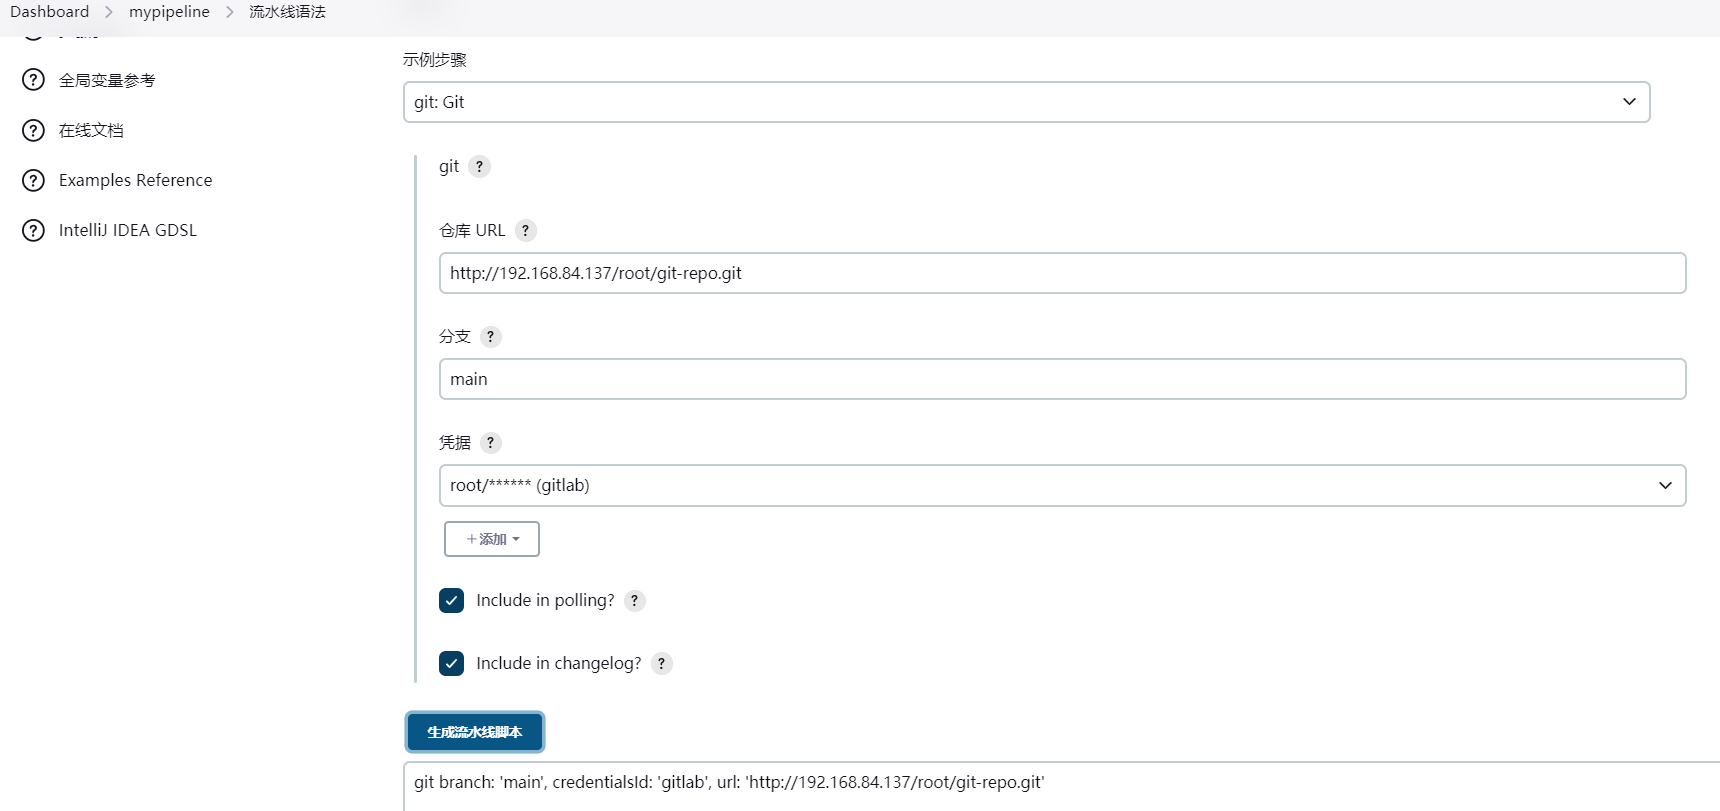 Dashboard > mypipeline > 流水线语法
全局变量参考
在线文档
Examples Reference
IntelliJ IDEA GDSL
示例步骤
git: Git
git ?
仓库 URL ?
http://192.168.84.137/root/git-repo.git
分支 ?
main
凭据 ?
root/****** (gitlab)
+添加
Include in polling? ?
Include in changelog? ?
生成流水线脚本
git branch: 'main', credentialsId: 'gitlab', url: 'http://192.168.84.137/root/git-repo.git'